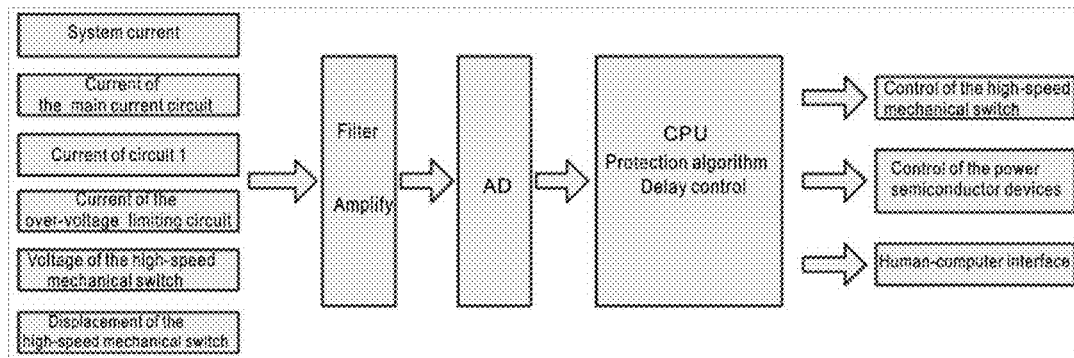 System current
Current of
the main current circuit
Current of circuit 1
Current of the
over-voltage limiting circuit
Voltage of the high-speed
mechanical switch
Displacement of the
high-speed mechanical switch
Filter
Amplify
AD
CPU
Protection algorithm
Delay control
Control of the high-speed
mechanical switch
Control of the power
semiconductor devices
Human-computer interface